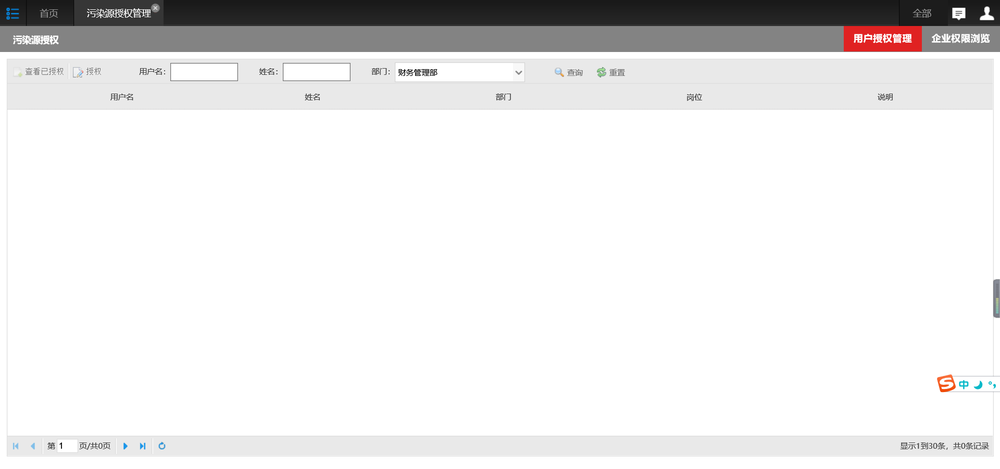 首页 污染源授权管理 全部
污染源授权 用户授权管理 企业权限浏览
查看已授权 授权 用户名: 姓名: 部门: 财务管理部 查询 重置
用户名 姓名 部门 岗位 说明
S 中 °,
第 1 页/共0页 显示1到30条，共0条记录